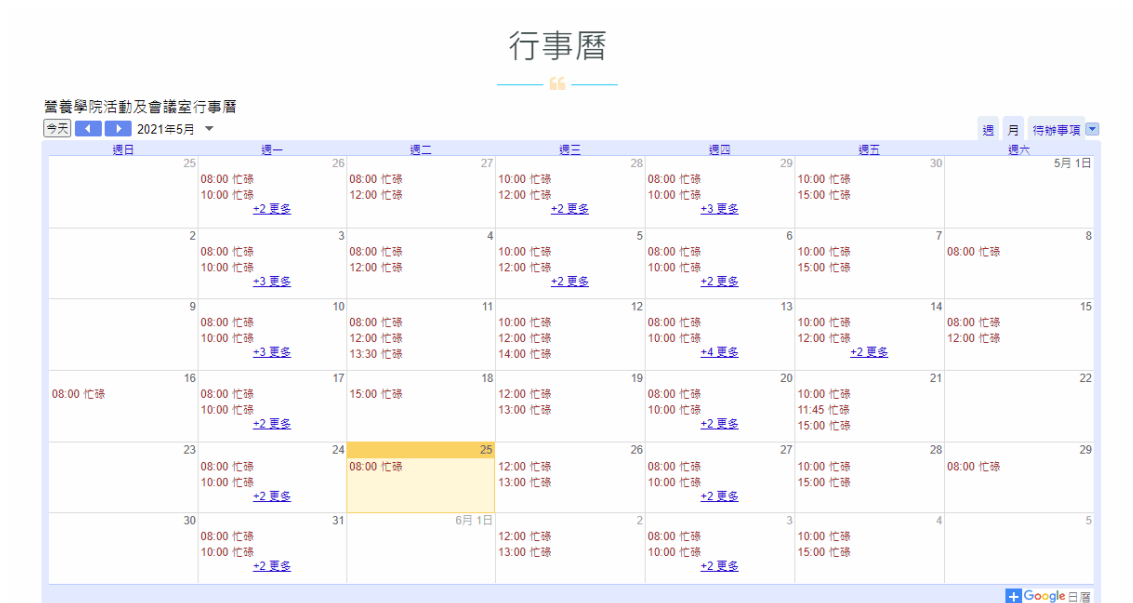 行事曆
營養學院活動及會議室行事曆
今天 2021年5月 週 月 待辦事項
週日 週一 週二 週三 週四 週五 週六
25 26 27 28 29 30 5月 1日
08:00 忙碌 08:00 忙碌 10:00 忙碌 08:00 忙碌 10:00 忙碌
10:00 忙碌 12:00 忙碌 12:00 忙碌 10:00 忙碌 15:00 忙碌
+2 更多 +2 更多 +3 更多
2 3 4 5 6 7 8
08:00 忙碌 08:00 忙碌 10:00 忙碌 08:00 忙碌 10:00 忙碌 08:00 忙碌
10:00 忙碌 12:00 忙碌 12:00 忙碌 10:00 忙碌 15:00 忙碌
+3 更多 +2 更多 +2 更多
9 10 11 12 13 14 15
08:00 忙碌 08:00 忙碌 10:00 忙碌 08:00 忙碌 10:00 忙碌 08:00 忙碌
10:00 忙碌 12:00 忙碌 12:00 忙碌 10:00 忙碌 12:00 忙碌 12:00 忙碌
+3 更多 13:30 忙碌 14:00 忙碌 +4 更多 +2 更多
16 17 18 19 20 21 22
08:00 忙碌 08:00 忙碌 15:00 忙碌 12:00 忙碌 08:00 忙碌 10:00 忙碌
10:00 忙碌 13:00 忙碌 10:00 忙碌 11:45 忙碌
+2 更多 +2 更多 15:00 忙碌
23 24 25 26 27 28 29
08:00 忙碌 08:00 忙碌 12:00 忙碌 08:00 忙碌 10:00 忙碌 08:00 忙碌
10:00 忙碌 13:00 忙碌 10:00 忙碌 15:00 忙碌
+2 更多 +2 更多
30 31 6月 1日 2 3 4 5
08:00 忙碌 12:00 忙碌 08:00 忙碌 10:00 忙碌
10:00 忙碌 13:00 忙碌 10:00 忙碌 15:00 忙碌
+2 更多 +2 更多
Google日曆